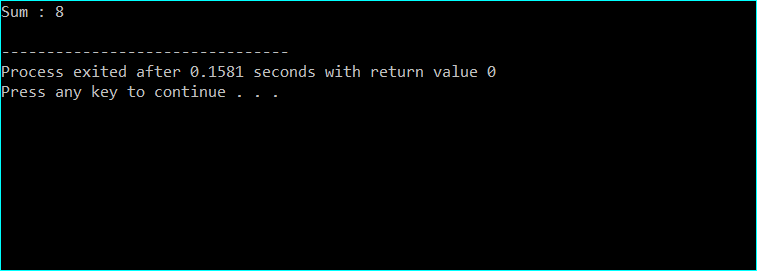 Sum : 8
--------------------------------
Process exited after 0.1581 seconds with return value 0
Press any key to continue . . .